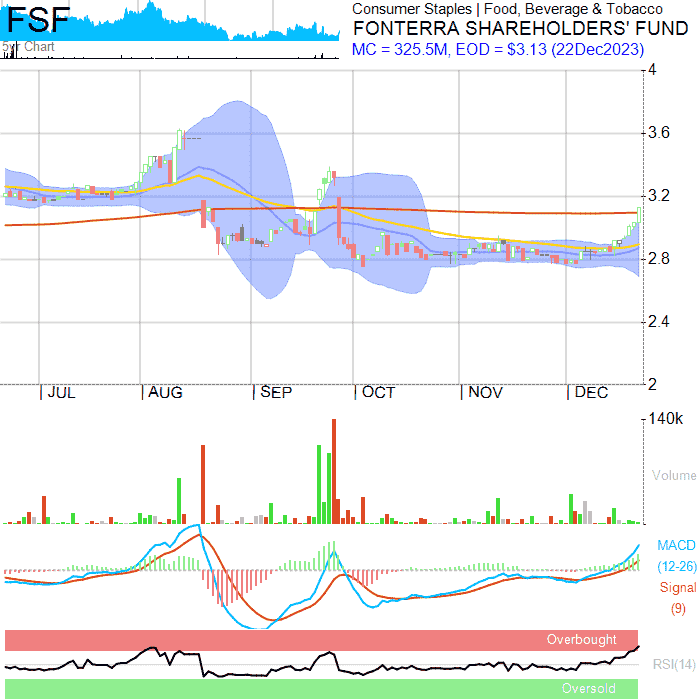 FSF
Consumer Staples | Food, Beverage & Tobacco
FONTERRA SHAREHOLDERS' FUND
MC = 325.5M, EOD = $3.13 (22Dec2023)
5yr Chart
4
3.6
3.2
2.8
2.4
2
JUL AUG SEP OCT NOV DEC
140k
Volume
MACD
(12-26)
Signal
(9)
Overbought
RSI(14)
Oversold